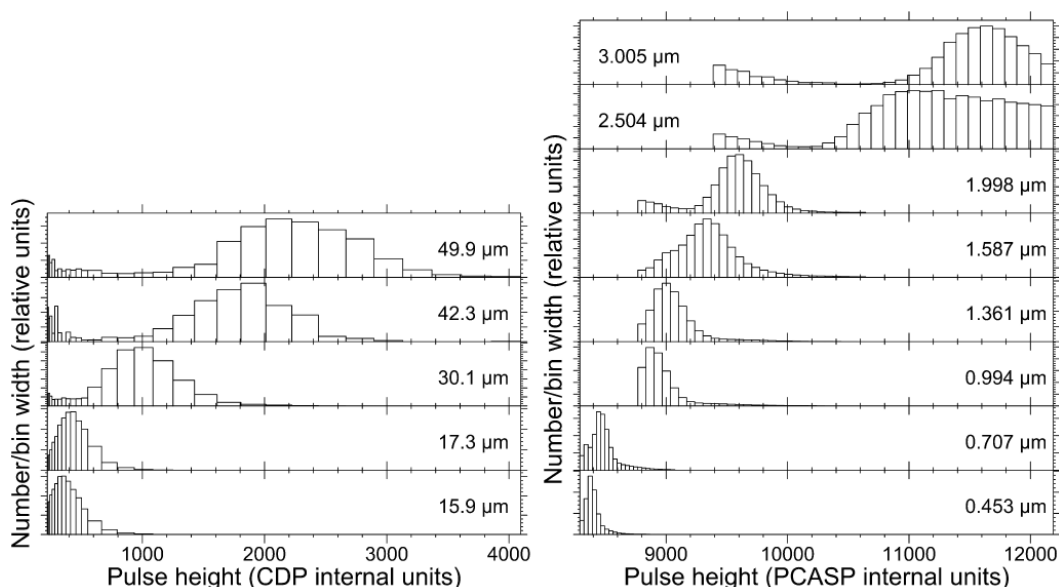 Number/bin width (relative units)
49.9 µm
42.3 µm
30.1 µm
17.3 µm
15.9 µm
1000 2000 3000 4000
Pulse height (CDP internal units)
Number/bin width (relative units)
3.005 µm
2.504 µm
1.998 µm
1.587 µm
1.361 µm
0.994 µm
0.707 µm
0.453 µm
9000 10000 11000 12000
Pulse height (PCASP internal units)